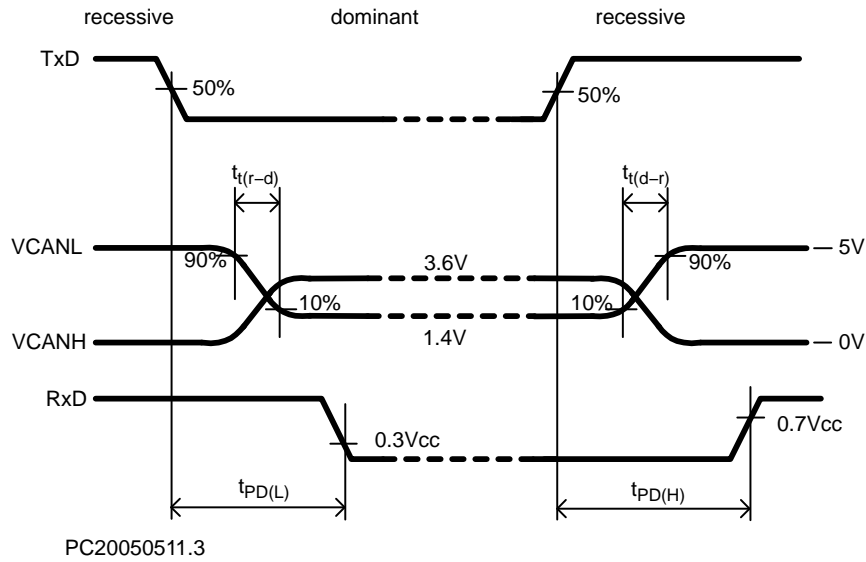 recessive dominant recessive
TxD
50% 50%
tt(r–d) tt(d–r)
VCANL 5V
90% 3.6V 90%
10% 10%
1.4V
VCANH 0V
RxD
0.3Vcc 0.7Vcc
tPD(L) tPD(H)
PC20050511.3